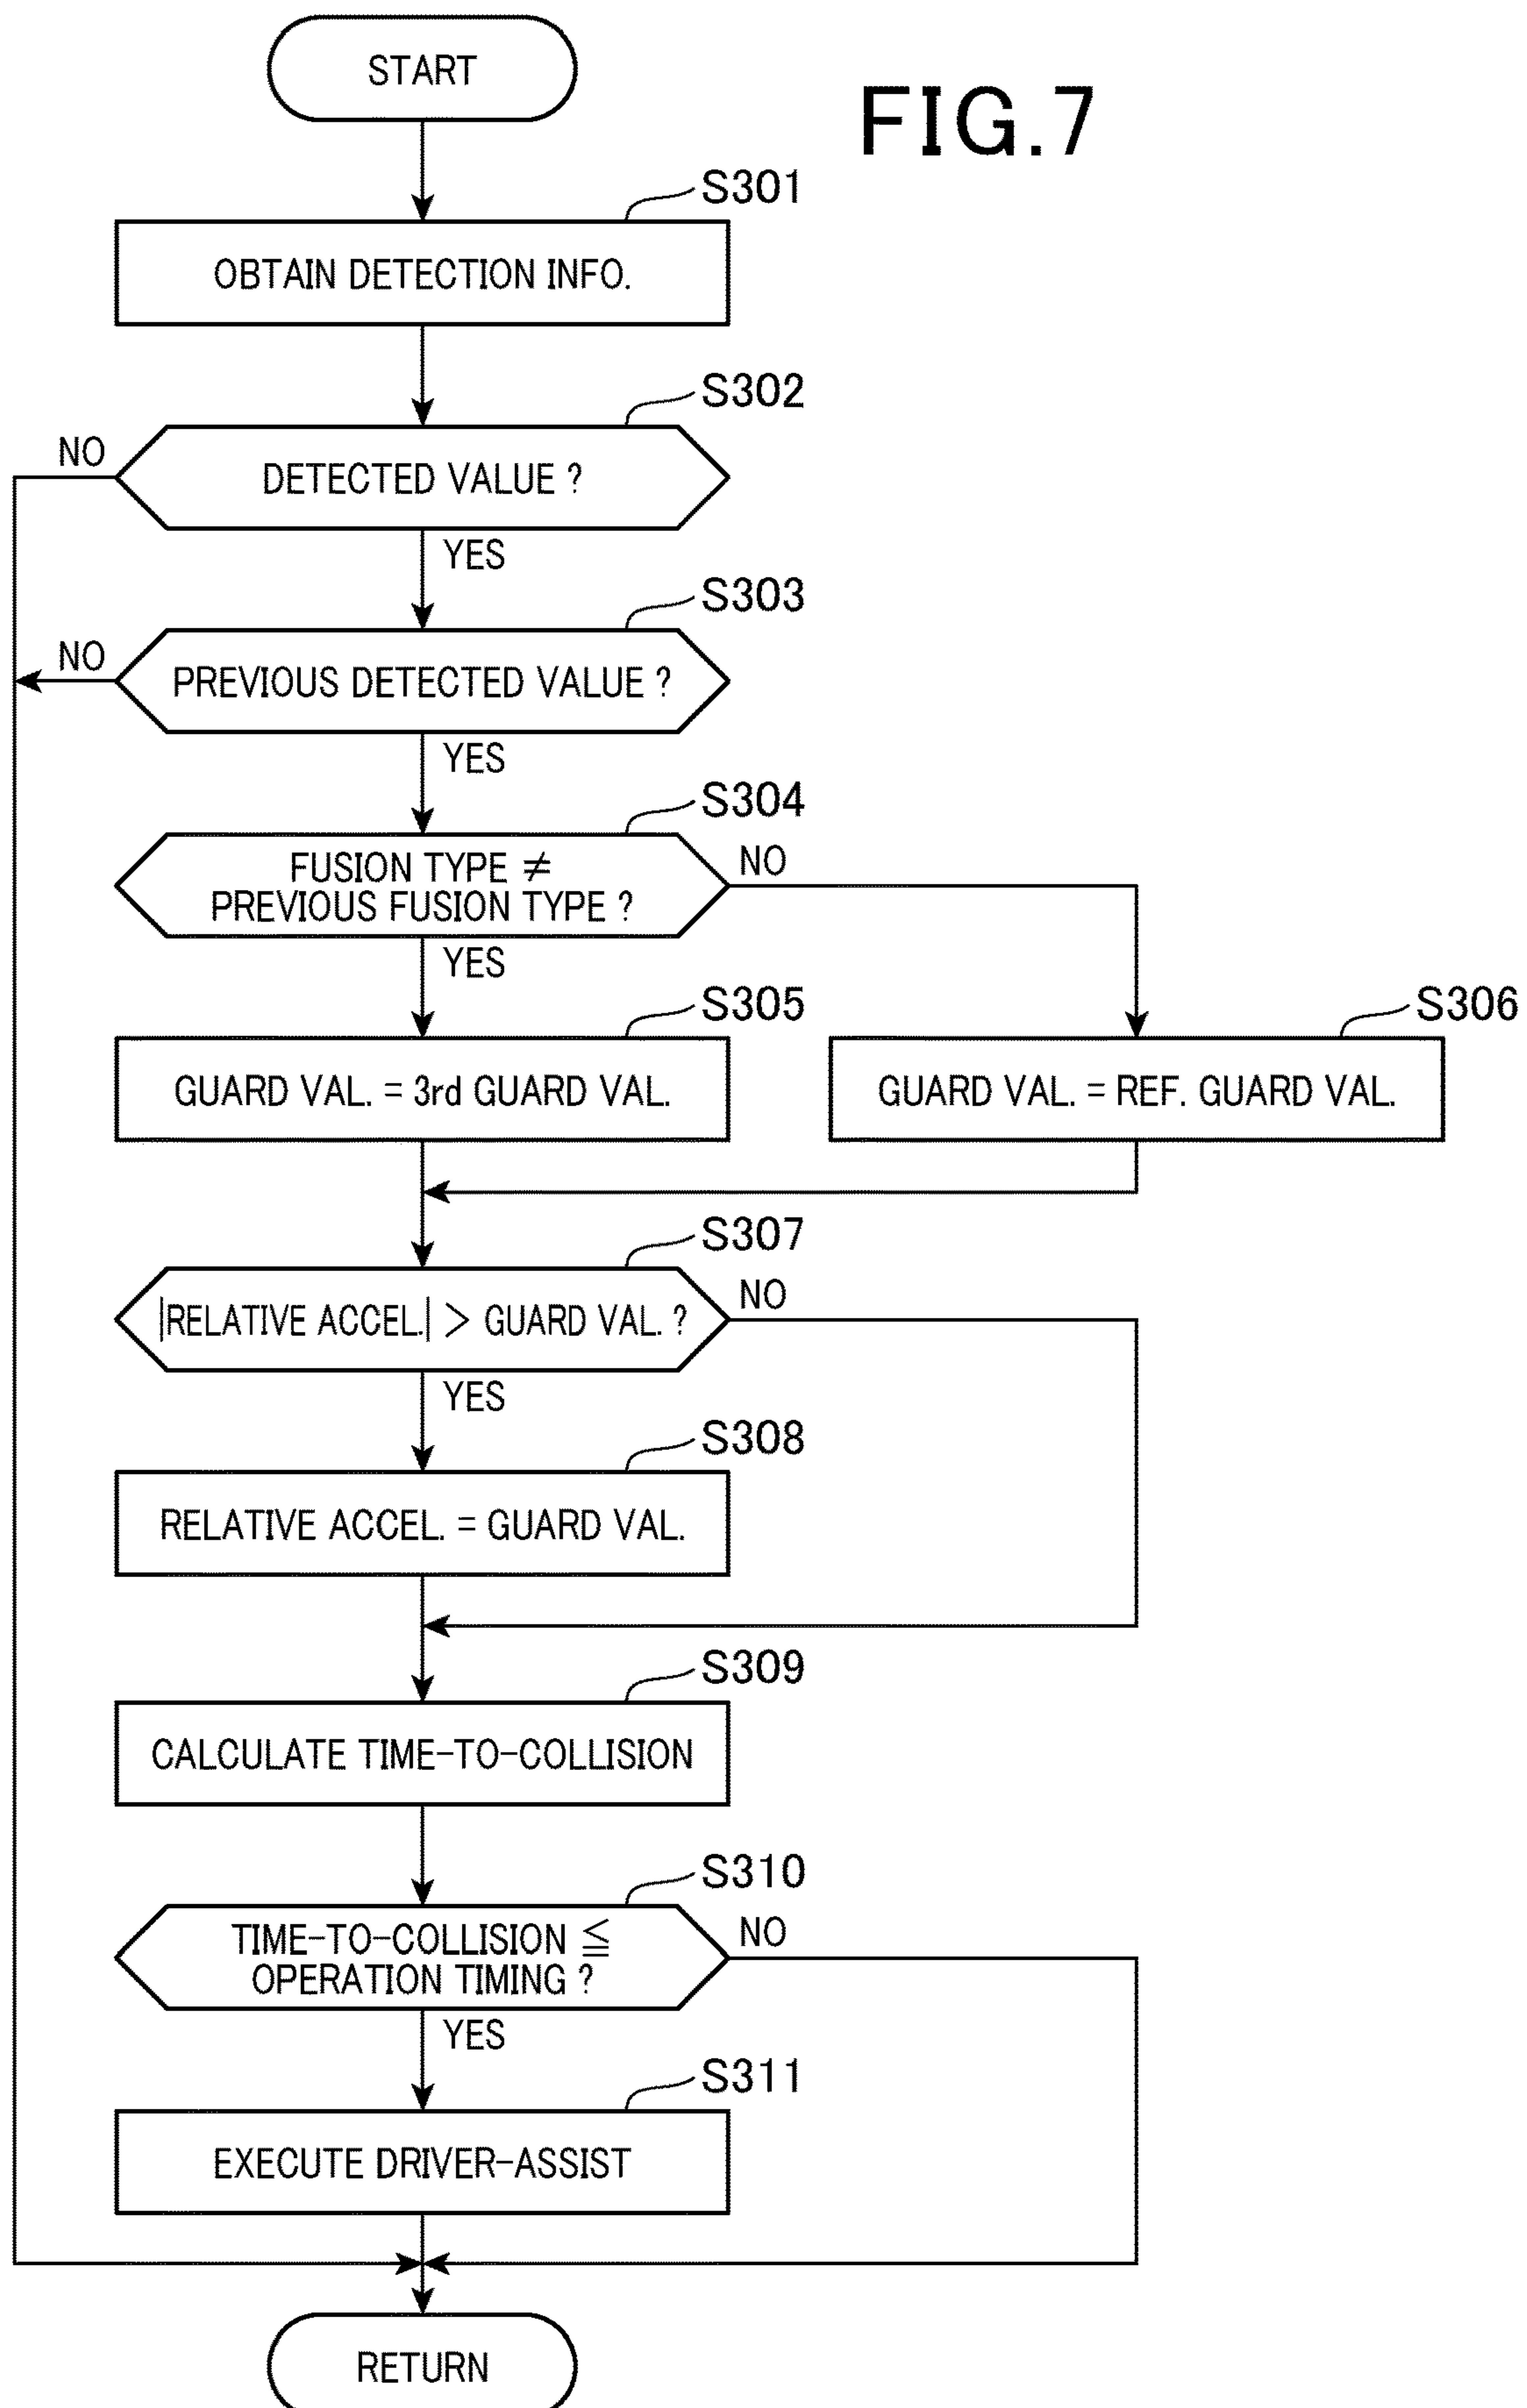 START
FIG.7
S301
OBTAIN DETECTION INFO.
S302
NO
DETECTED VALUE ?
YES
S303
NO
PREVIOUS DETECTED VALUE ?
YES
S304
FUSION TYPE ≠
PREVIOUS FUSION TYPE ?
NO
YES
S305
GUARD VAL. = 3rd GUARD VAL.
S306
GUARD VAL. = REF. GUARD VAL.
S307
|RELATIVE ACCEL.| > GUARD VAL. ?
NO
YES
S308
RELATIVE ACCEL. = GUARD VAL.
S309
CALCULATE TIME-TO-COLLISION
S310
TIME-TO-COLLISION ≦
OPERATION TIMING ?
NO
YES
S311
EXECUTE DRIVER-ASSIST
RETURN